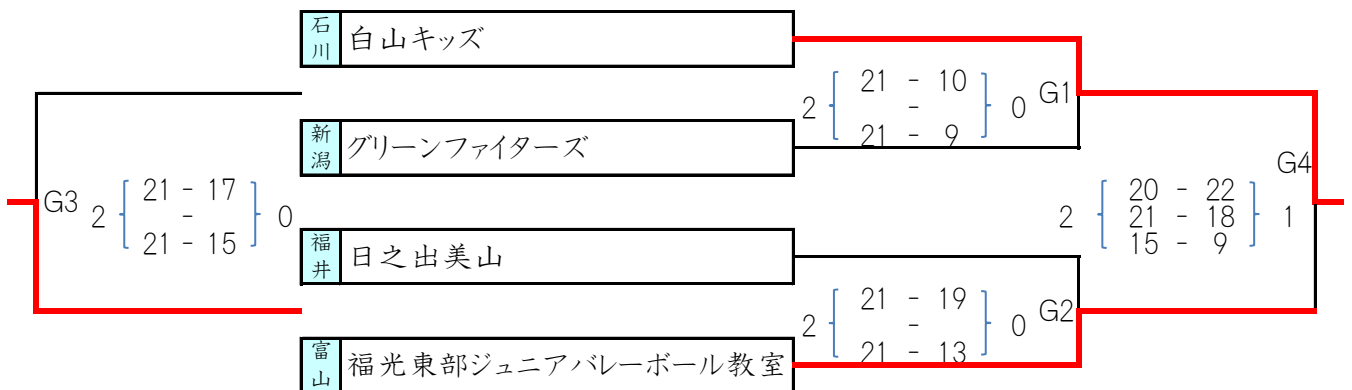 石川 白山キッズ
2 21 - 10 0 G1
-
21 - 9
新潟 グリーンファイターズ
G3 2 21 - 17 0
-
21 - 15
G4
2 20 - 22 1
21 - 18
15 - 9
福井 日之出美山
2 21 - 19 0 G2
-
21 - 13
富山 福光東部ジュニアバレーボール教室